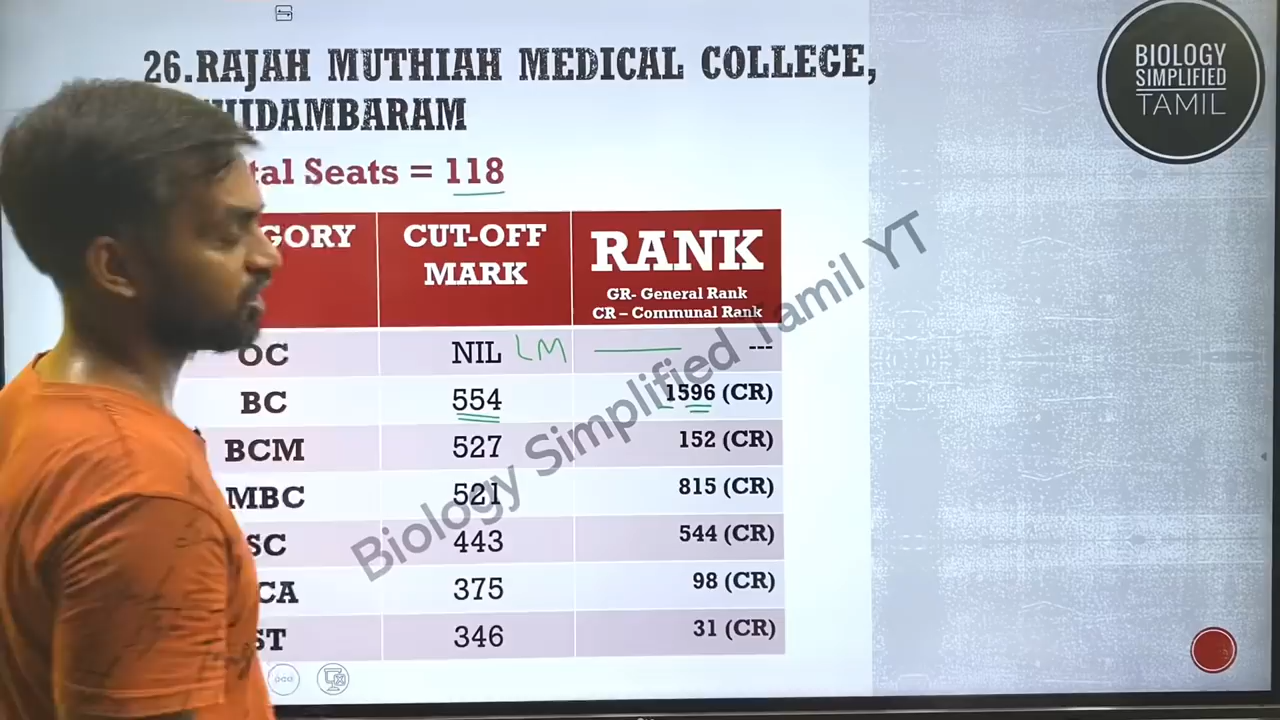 26.RAJAH MUTHIAH MEDICAL COLLEGE,
HIDAMBARAM
tal Seats = 118
GORY CUT-OFF MARK RANK
GR- General Rank
CR – Communal Rank
OC NIL LM ---
BC 554 1596 (CR)
BCM 527 152 (CR)
MBC 521 815 (CR)
SC 443 544 (CR)
CA 375 98 (CR)
ST 346 31 (CR)
Biology Simplified Tamil YT
BIOLOGY
SIMPLIFIED
TAMIL